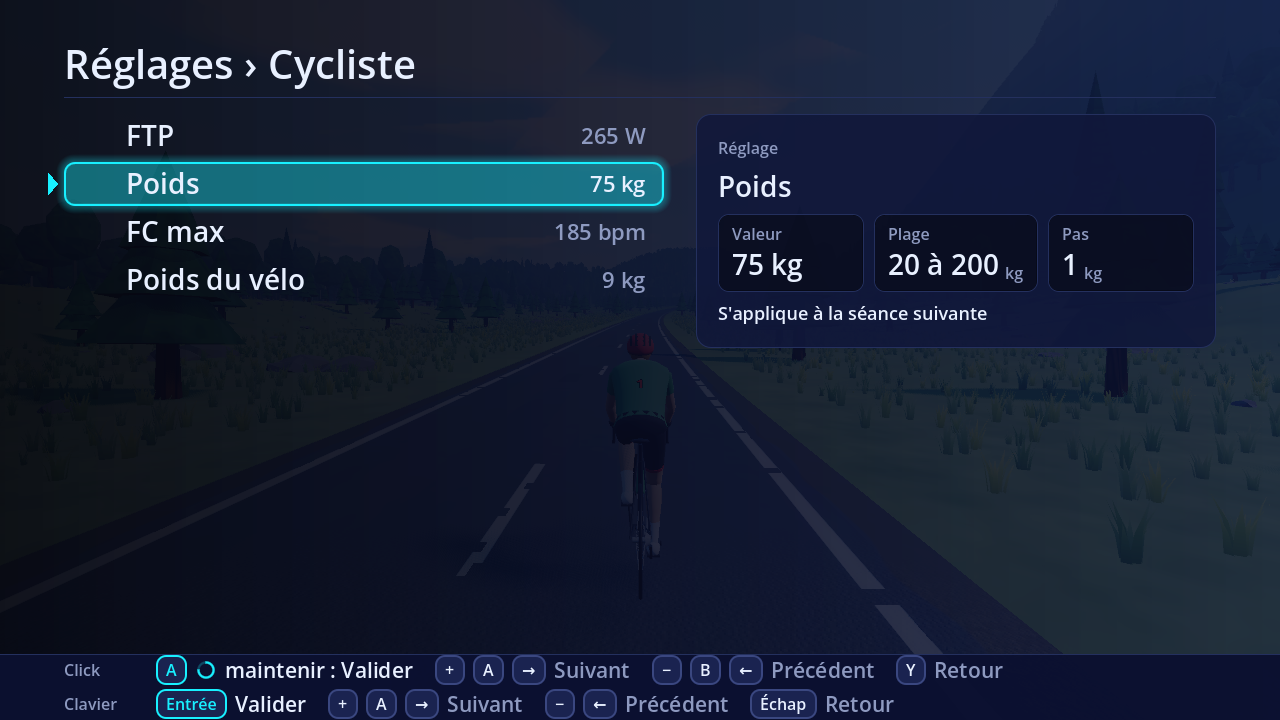 Réglages › Cycliste
FTP 265 W
Poids 75 kg
FC max 185 bpm
Poids du vélo 9 kg
Réglage
Poids
Valeur Plage Pas
75 kg 20 à 200 kg 1 kg
S'applique à la séance suivante
Click A maintenir : Valider + A → Suivant − B ← Précédent Y Retour
Clavier Entrée Valider + A → Suivant − ← Précédent Échap Retour